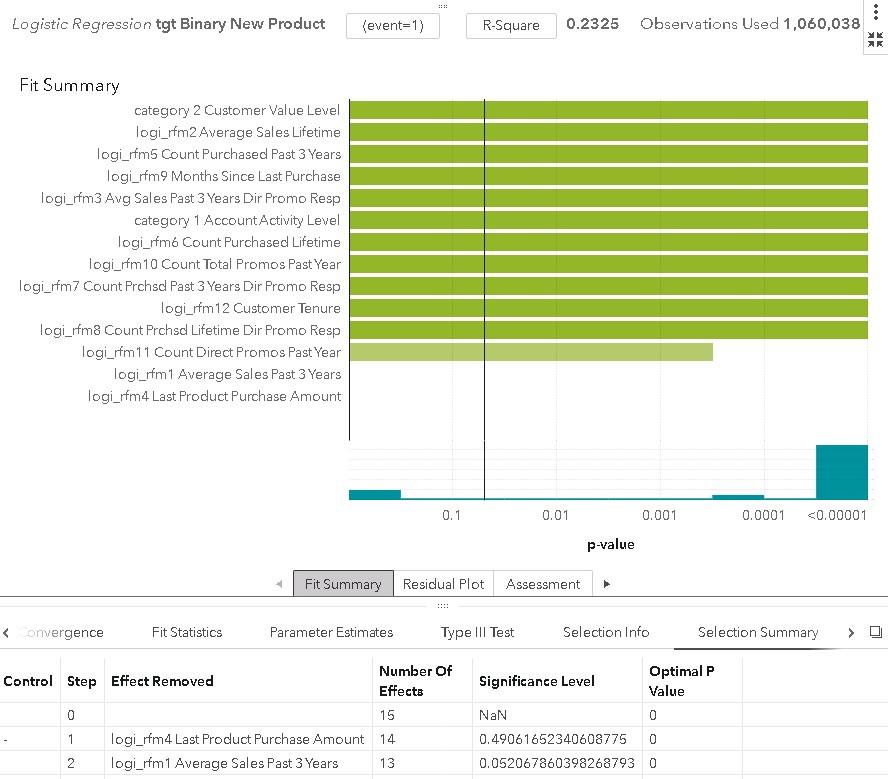 Logistic Regression tgt Binary New Product (event=1) R-Square 0.2325 Observations Used 1,060,038
Fit Summary
category 2 Customer Value Level
logi_rfm2 Average Sales Lifetime
logi_rfm5 Count Purchased Past 3 Years
logi_rfm9 Months Since Last Purchase
logi_rfm3 Avg Sales Past 3 Years Dir Promo Resp
category 1 Account Activity Level
logi_rfm6 Count Purchased Lifetime
logi_rfm10 Count Total Promos Past Year
logi_rfm7 Count Prchsd Past 3 Years Dir Promo Resp
logi_rfm12 Customer Tenure
logi_rfm8 Count Prchsd Lifetime Dir Promo Resp
logi_rfm11 Count Direct Promos Past Year
logi_rfm1 Average Sales Past 3 Years
logi_rfm4 Last Product Purchase Amount
0.1 0.01 0.001 0.0001 <0.00001
p-value
Fit Summary Residual Plot Assessment
Convergence Fit Statistics Parameter Estimates Type III Test Selection Info Selection Summary
Control Step Effect Removed Number Of Effects Significance Level Optimal P Value
0 15 NaN 0
- 1 logi_rfm4 Last Product Purchase Amount 14 0.49061652340608775 0
2 logi_rfm1 Average Sales Past 3 Years 13 0.052067860398268793 0